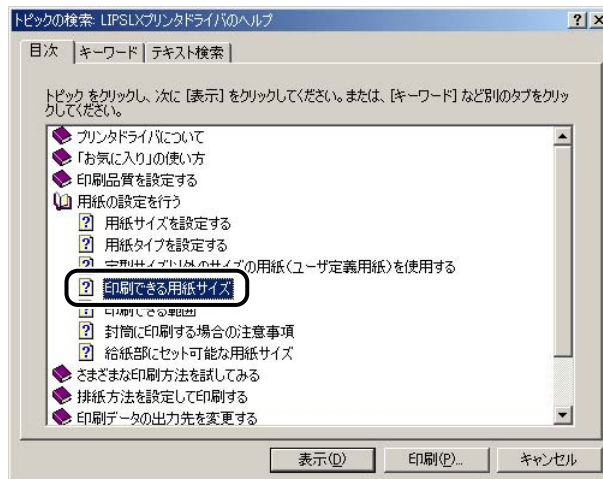 トピックの検索: LIPSLXプリンタドライバのヘルプ
目次 キーワード テキスト検索
トピック をクリックし、次に [表示] をクリックしてください。または、[キーワード] など別のタブをクリッ
クしてください。
プリンタドライバについて
「お気に入り」の使い方
印刷品質を設定する
用紙の設定を行う
用紙サイズを設定する
用紙タイプを設定する
定型サイズ以外のサイズの用紙(ユーザ定義用紙)を使用する
印刷できる用紙サイズ
印刷できる範囲
封筒に印刷する場合の注意事項
給紙部にセット可能な用紙サイズ
さまざまな印刷方法を試してみる
排紙方法を設定して印刷する
印刷データの出力先を変更する
表示(D) 印刷(P)... キャンセル